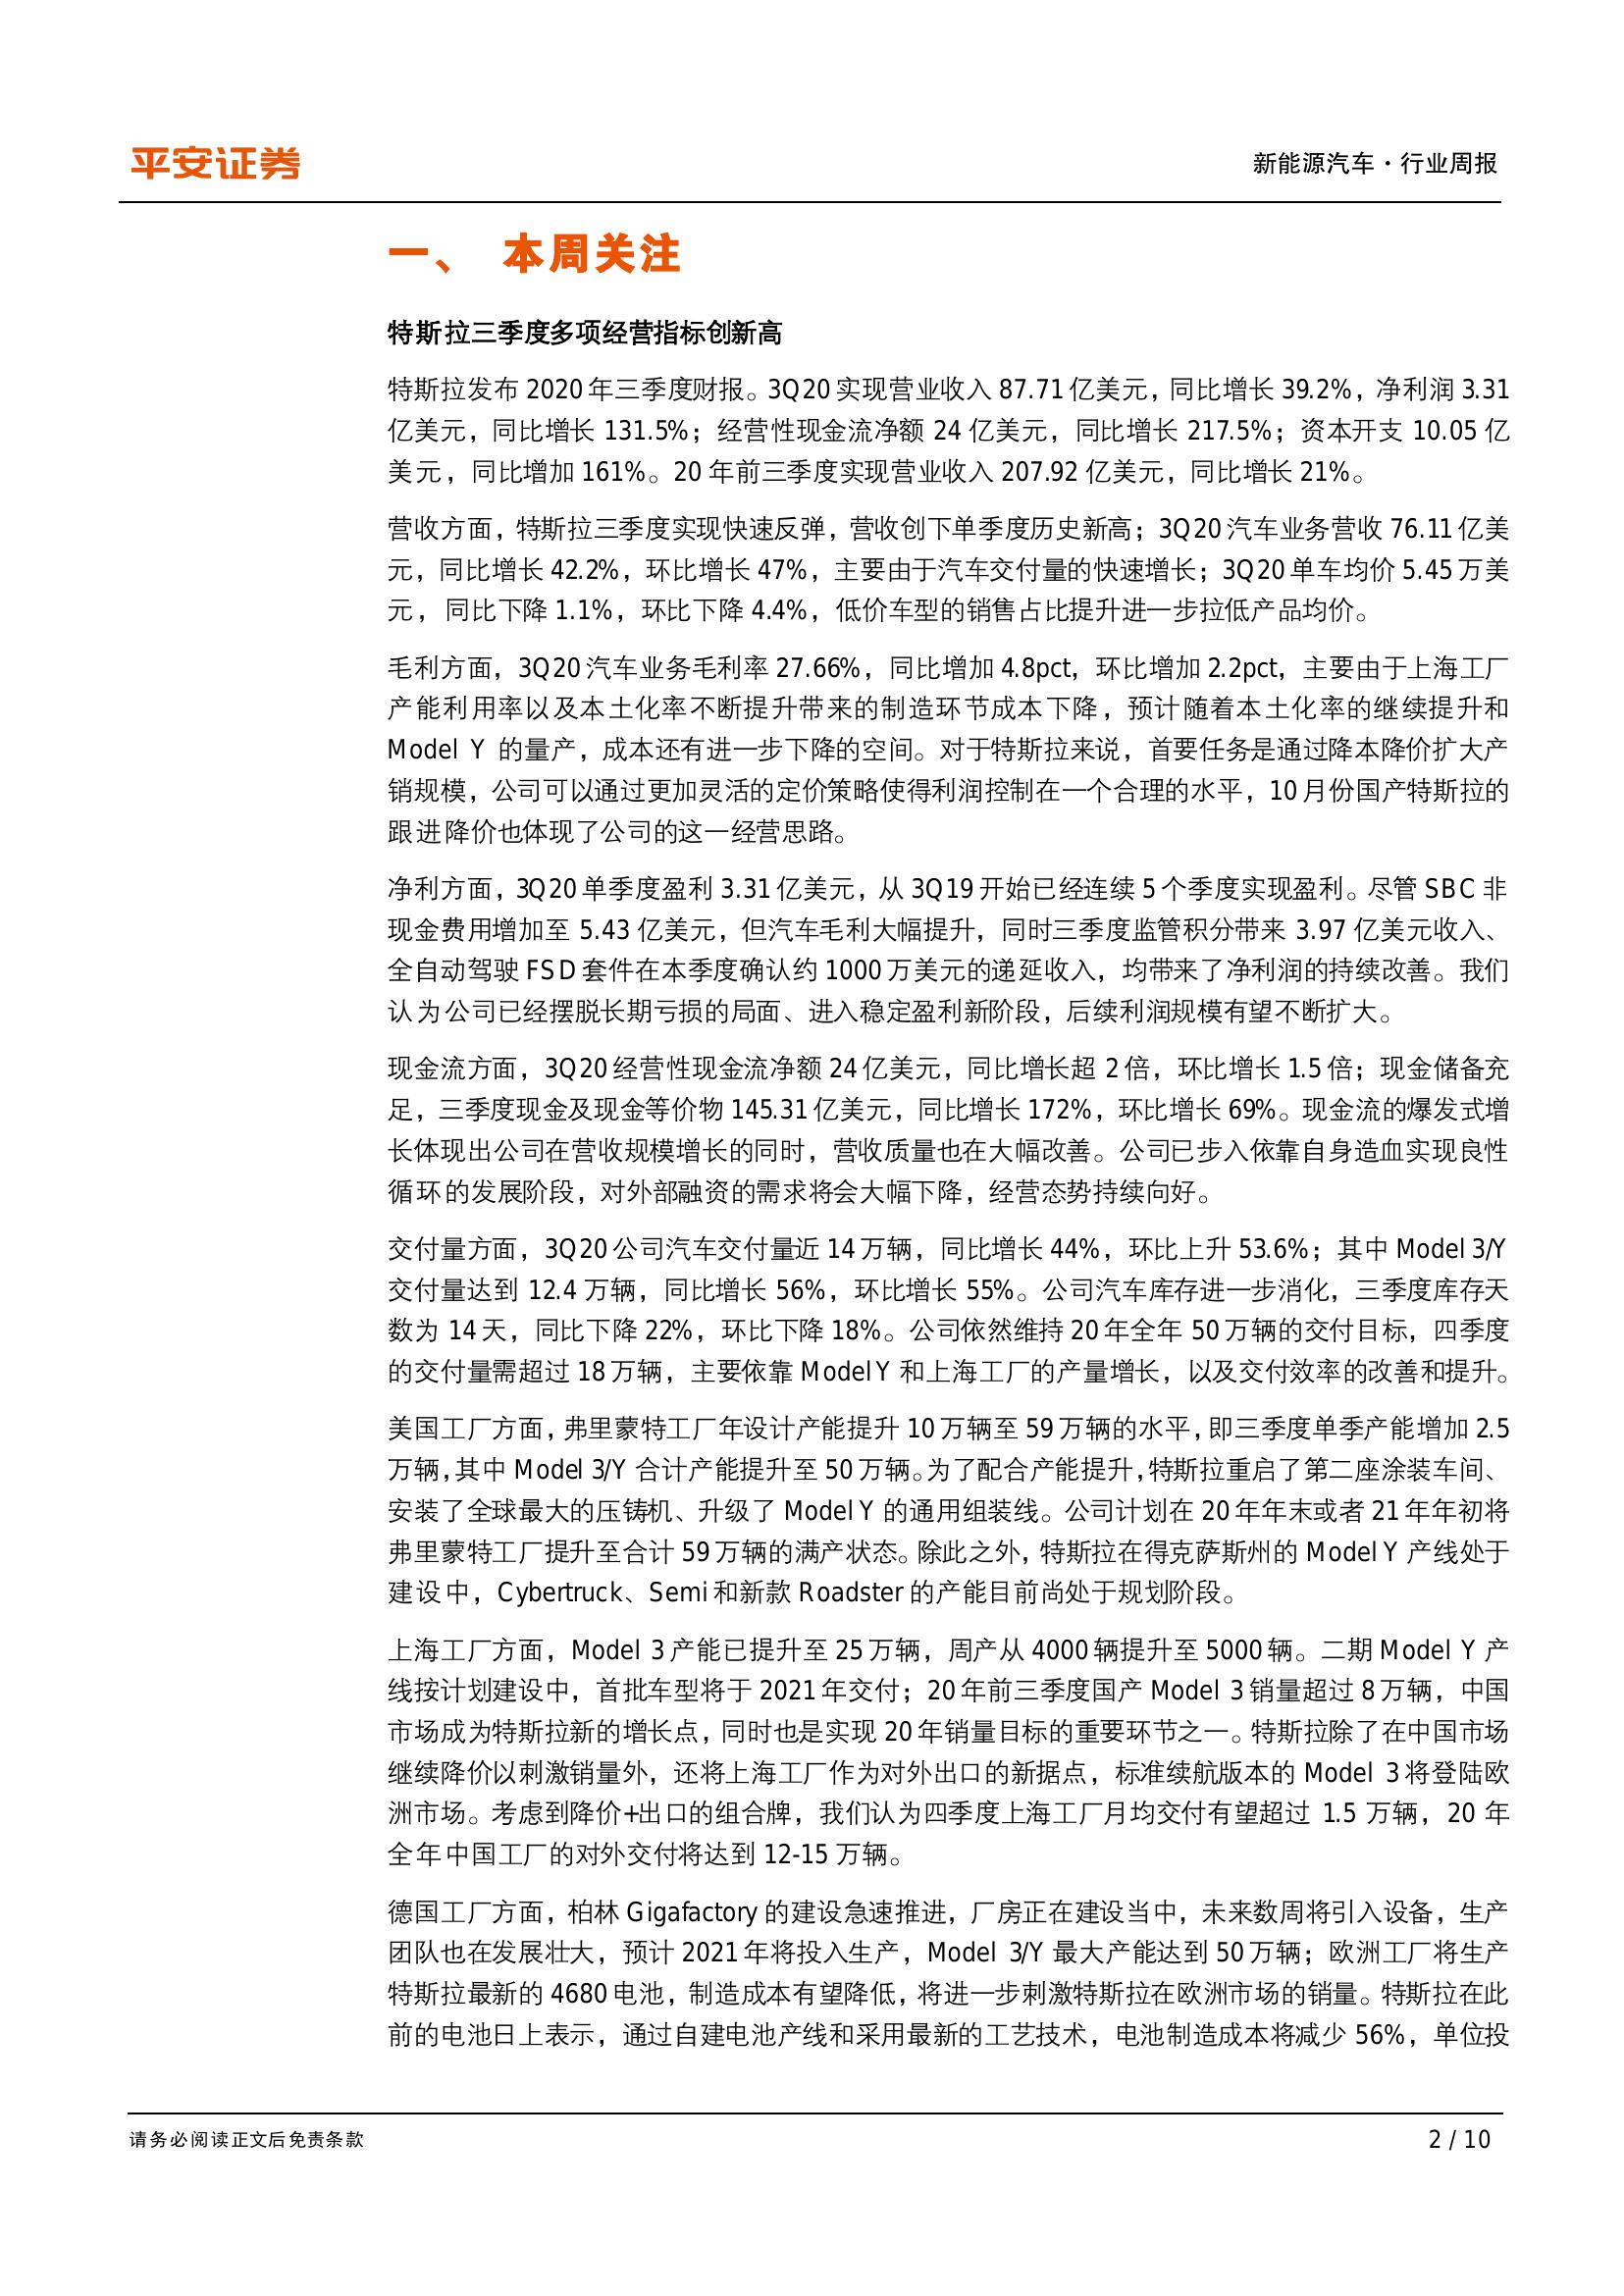 平安证券
新能源汽车·行业周报
一、 本周关注
特斯拉三季度多项经营指标创新高
特斯拉发布 2020 年三季度财报。3Q20 实现营业收入 87.71 亿美元，同比增长 39.2%，净利润 3.31
亿美元，同比增长 131.5%；经营性现金流净额 24 亿美元，同比增长 217.5%；资本开支 10.05 亿
美元，同比增加 161%。20 年前三季度实现营业收入 207.92 亿美元，同比增长 21%。
营收方面，特斯拉三季度实现快速反弹，营收创下单季度历史新高；3Q20 汽车业务营收 76.11 亿美
元，同比增长 42.2%，环比增长 47%，主要由于汽车交付量的快速增长；3Q20 单车均价 5.45 万美
元，同比下降 1.1%，环比下降 4.4%，低价车型的销售占比提升进一步拉低产品均价。
毛利方面，3Q20 汽车业务毛利率 27.66%，同比增加 4.8pct，环比增加 2.2pct，主要由于上海工厂
产能利用率以及本土化率不断提升带来的制造环节成本下降，预计随着本土化率的继续提升和
Model Y 的量产，成本还有进一步下降的空间。对于特斯拉来说，首要任务是通过降本降价扩大产
销规模，公司可以通过更加灵活的定价策略使得利润控制在一个合理的水平，10 月份国产特斯拉的
跟进降价也体现了公司的这一经营思路。
净利方面，3Q20 单季度盈利 3.31 亿美元，从 3Q19 开始已经连续 5 个季度实现盈利。尽管 SBC 非
现金费用增加至 5.43 亿美元，但汽车毛利大幅提升，同时三季度监管积分带来 3.97 亿美元收入、
全自动驾驶 FSD 套件在本季度确认约 1000 万美元的递延收入，均带来了净利润的持续改善。我们
认为公司已经摆脱长期亏损的局面、进入稳定盈利新阶段，后续利润规模有望不断扩大。
现金流方面，3Q20 经营性现金流净额 24 亿美元，同比增长超 2 倍，环比增长 1.5 倍；现金储备充
足，三季度现金及现金等价物 145.31 亿美元，同比增长 172%，环比增长 69%。现金流的爆发式增
长体现出公司在营收规模增长的同时，营收质量也在大幅改善。公司已步入依靠自身造血实现良性
循环的发展阶段，对外部融资的需求将会大幅下降，经营态势持续向好。
交付量方面，3Q20 公司汽车交付量近 14 万辆，同比增长 44%，环比上升 53.6%；其中 Model 3/Y
交付量达到 12.4 万辆，同比增长 56%，环比增长 55%。公司汽车库存进一步消化，三季度库存天
数为 14 天，同比下降 22%，环比下降 18%。公司依然维持 20 年全年 50 万辆的交付目标，四季度
的交付量需超过 18 万辆，主要依靠 Model Y 和上海工厂的产量增长，以及交付效率的改善和提升。
美国工厂方面，弗里蒙特工厂年设计产能提升 10 万辆至 59 万辆的水平，即三季度单季产能增加 2.5
万辆，其中 Model 3/Y 合计产能提升至 50 万辆。为了配合产能提升，特斯拉重启了第二座涂装车间、
安装了全球最大的压铸机、升级了 Model Y 的通用组装线。公司计划在 20 年年末或者 21 年年初将
弗里蒙特工厂提升至合计 59 万辆的满产状态。除此之外，特斯拉在得克萨斯州的 Model Y 产线处于
建设中，Cybertruck、Semi 和新款 Roadster 的产能目前尚处于规划阶段。
上海工厂方面，Model 3 产能已提升至 25 万辆，周产从 4000 辆提升至 5000 辆。二期 Model Y 产
线按计划建设中，首批车型将于 2021 年交付；20 年前三季度国产 Model 3 销量超过 8 万辆，中国
市场成为特斯拉新的增长点，同时也是实现 20 年销量目标的重要环节之一。特斯拉除了在中国市场
继续降价以刺激销量外，还将上海工厂作为对外出口的新据点，标准续航版本的 Model 3 将登陆欧
洲市场。考虑到降价+出口的组合牌，我们认为四季度上海工厂月均交付有望超过 1.5 万辆，20 年
全年中国工厂的对外交付将达到 12-15 万辆。
德国工厂方面，柏林 Gigafactory 的建设急速推进，厂房正在建设当中，未来数周将引入设备，生产
团队也在发展壮大，预计 2021 年将投入生产，Model 3/Y 最大产能达到 50 万辆；欧洲工厂将生产
特斯拉最新的 4680 电池，制造成本有望降低，将进一步刺激特斯拉在欧洲市场的销量。特斯拉在此
前的电池日上表示，通过自建电池产线和采用最新的工艺技术，电池制造成本将减少 56%，单位投
请务必阅读正文后免责条款
2 / 10